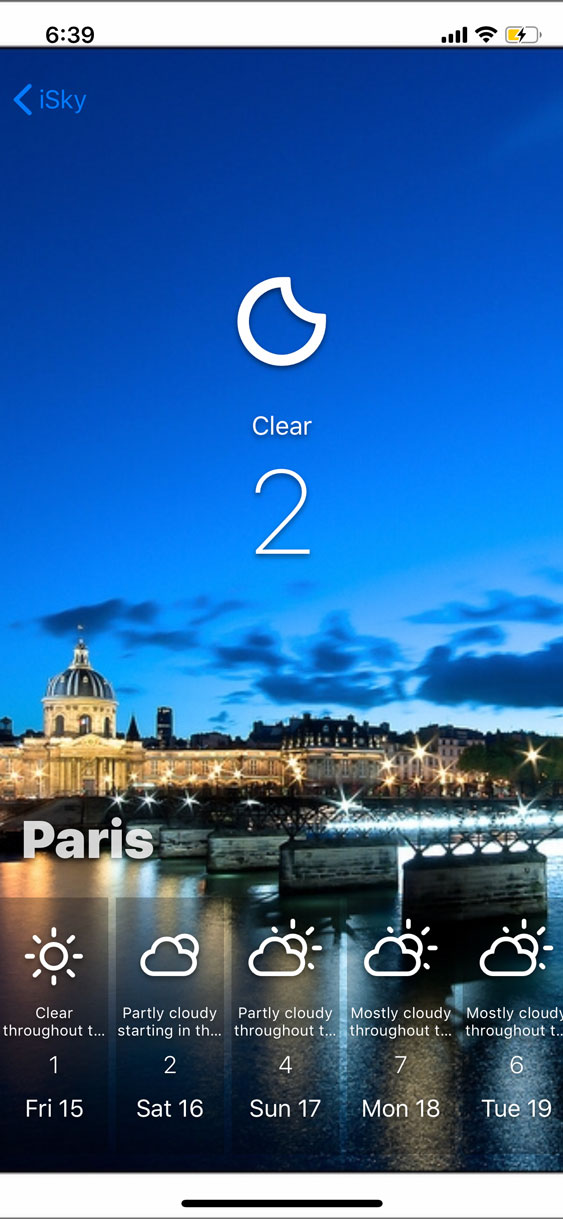 6:39
iSky
Clear
2
Paris
Clear
throughout t...
1
Fri 15
Partly cloudy
starting in th...
2
Sat 16
Partly cloudy
throughout t...
4
Sun 17
Mostly cloudy
throughout t...
7
Mon 18
Mostly cloudy
throughout t...
6
Tue 19